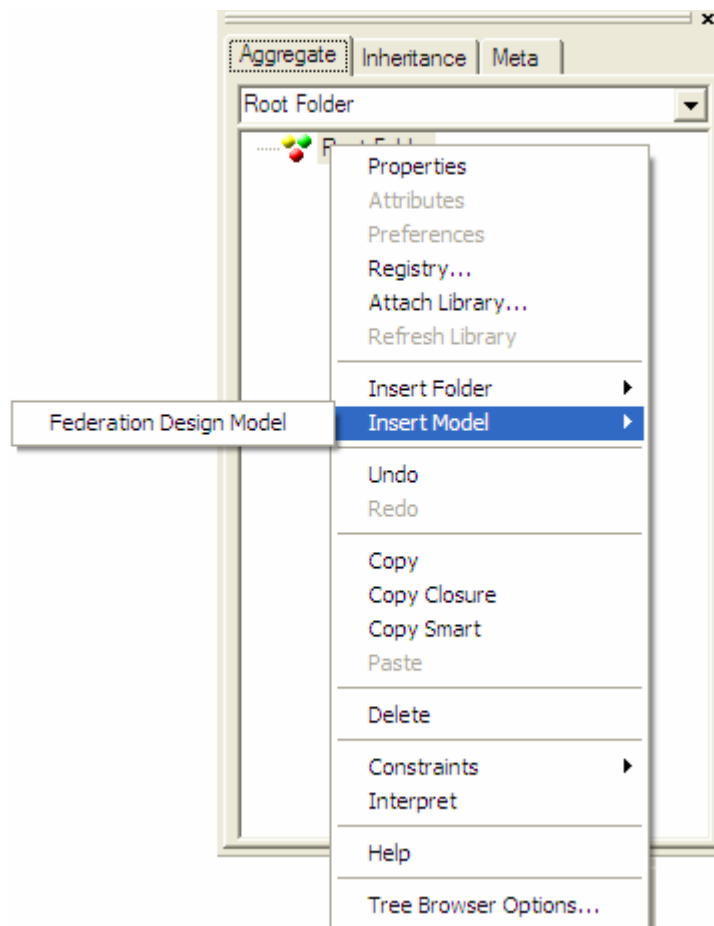 Aggregate Inheritance Meta
Root Folder
Properties
Attributes
Preferences
Registry...
Attach Library...
Refresh Library
Insert Folder
Insert Model
Federation Design Model
Undo
Redo
Copy
Copy Closure
Copy Smart
Paste
Delete
Constraints
Interpret
Help
Tree Browser Options...